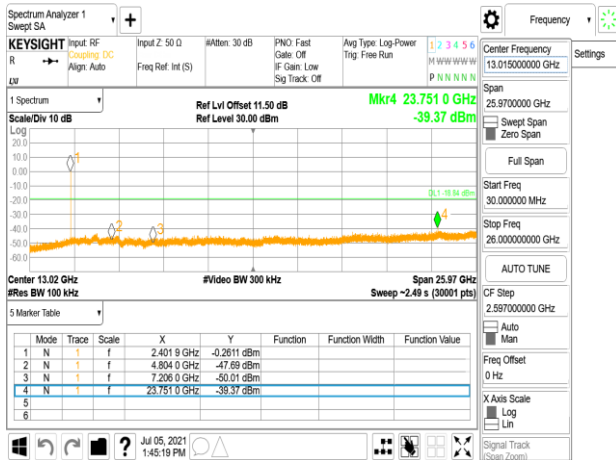 Spectrum Analyzer 1
Swept SA
+
Frequency
KEYSIGHT Input: RF Input Z: 50 Ω #Atten: 30 dB PNO: Fast Avg Type: Log-Power 1 2 3 4 5 6
R Coupling: DC Gate: Off Trig: Free Run M W W W W W
Align: Auto Freq Ref: Int (S) IF Gain: Low
Sig Track: Off P N N N N N
LXI
1 Spectrum
Scale/Div 10 dB Ref Lvl Offset 11.50 dB Mkr4 23.751 0 GHz
Ref Level 30.00 dBm -39.37 dBm
Log
20.0
10.0 1
0.00
-10.0
-20.0
-30.0 4
-40.0 2 3
-50.0
-60.0
Center 13.02 GHz #Video BW 300 kHz Span 25.97 GHz
#Res BW 100 kHz Sweep ~2.49 s (30001 pts)
5 Marker Table
Mode Trace Scale X Y Function Function Width Function Value
1 N 1 f 2.401 9 GHz -0.2611 dBm
2 N 1 f 4.804 0 GHz -47.69 dBm
3 N 1 f 7.206 0 GHz -50.01 dBm
4 N 1 f 23.751 0 GHz -39.37 dBm
5
6
? Jul 05, 2021
1:45:19 PM
Center Frequency
13.015000000 GHz
Settings
Span
25.9700000 GHz
Swept Span
Zero Span
Full Span
Start Freq
30.000000 MHz
Stop Freq
26.000000000 GHz
AUTO TUNE
CF Step
2.597000000 GHz
Auto
Man
Freq Offset
0 Hz
X Axis Scale
Log
Lin
Signal Track
(Span Zoom)